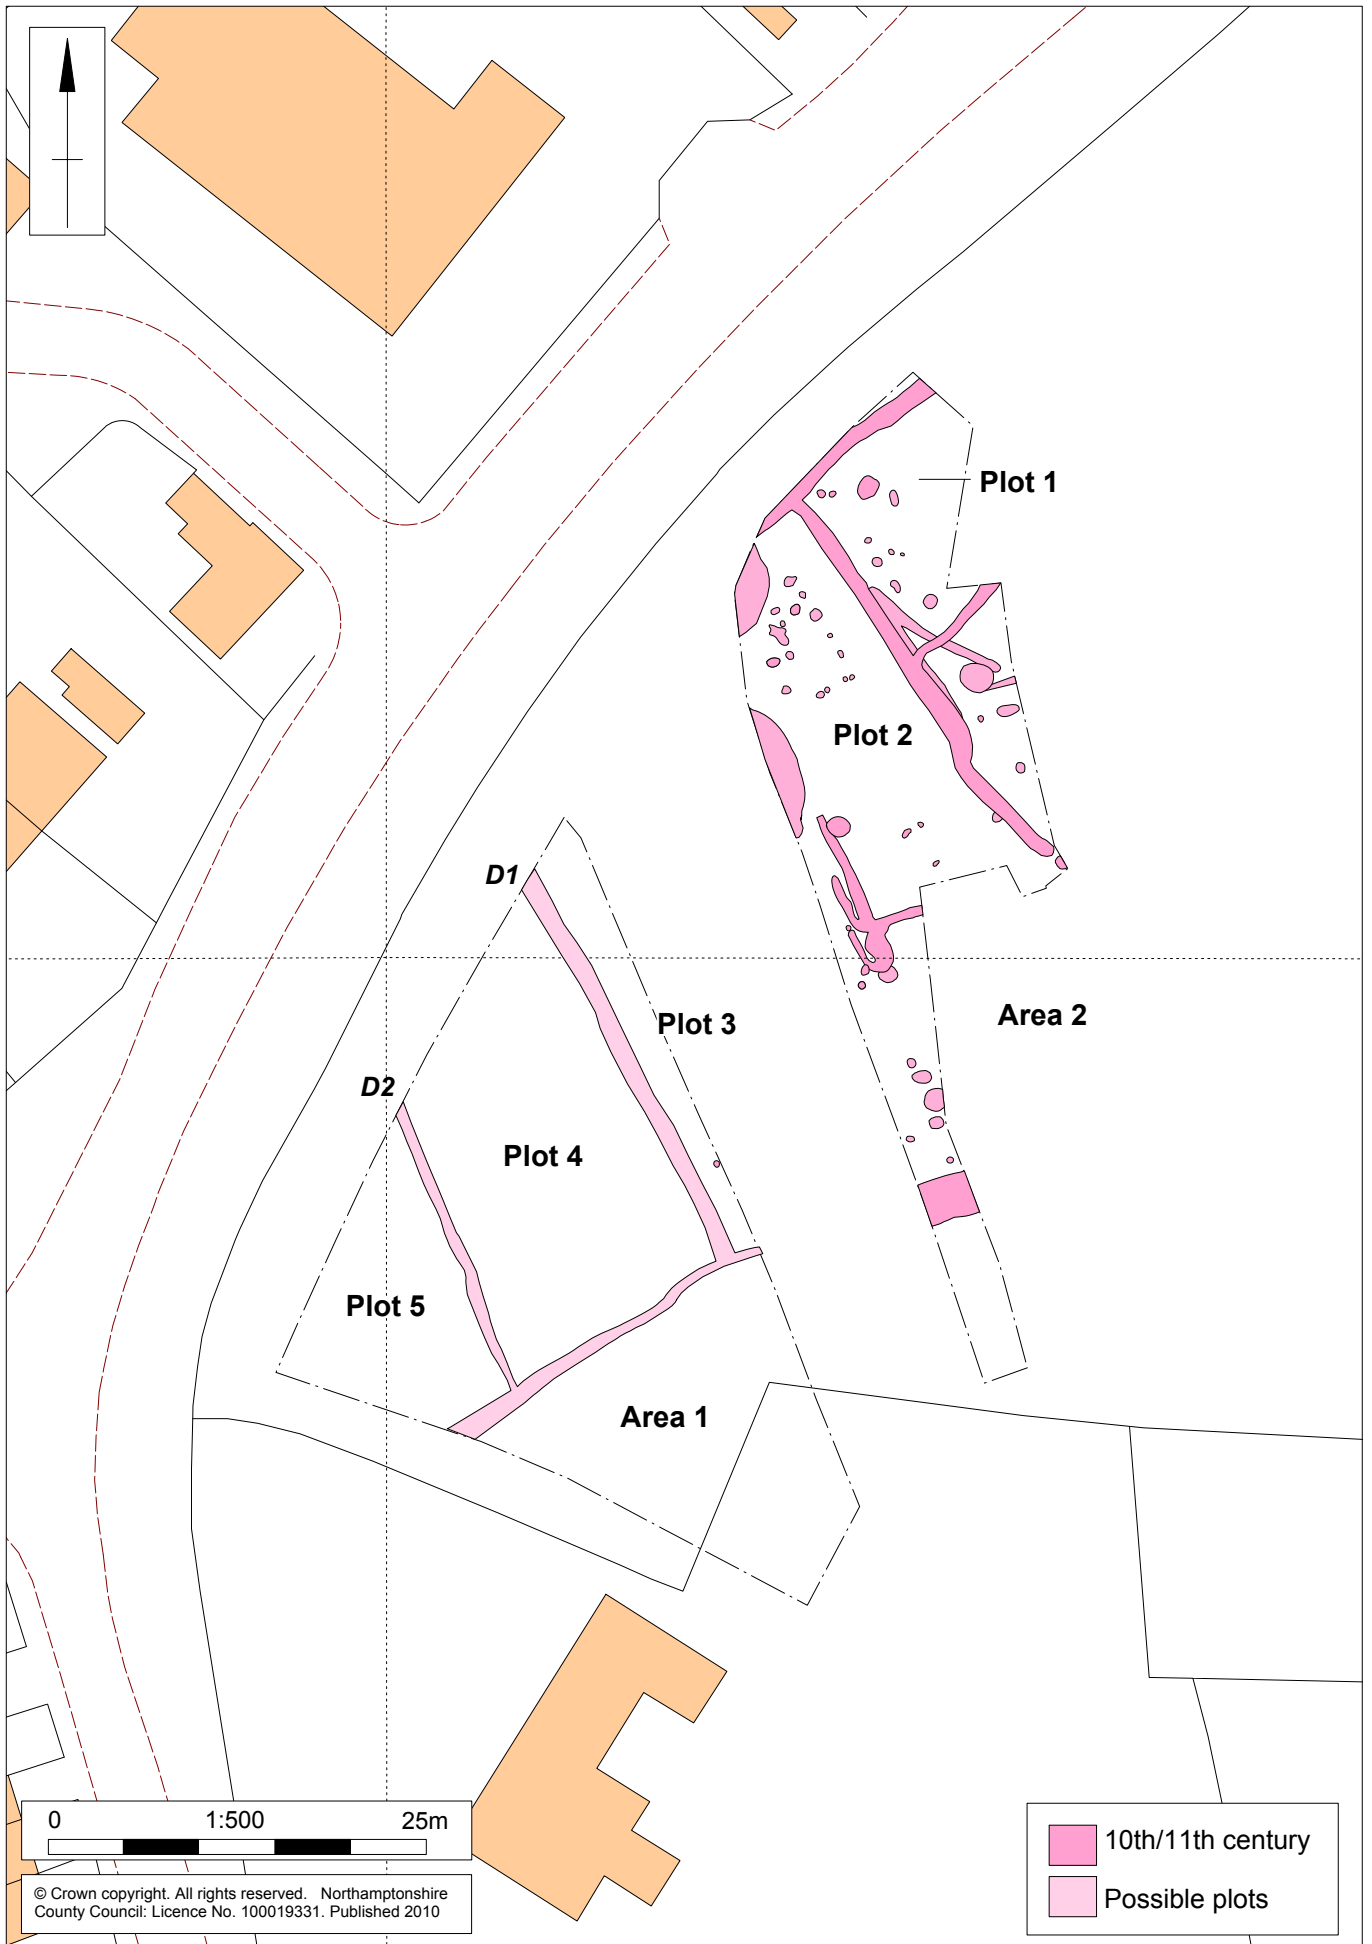 Plot 1
Plot 2
D1
Plot 3
Area 2
D2
Plot 4
Plot 5
Area 1
0 1:500 25m
© Crown copyright. All rights reserved. Northamptonshire
County Council: Licence No. 100019331. Published 2010
10th/11th century
Possible plots